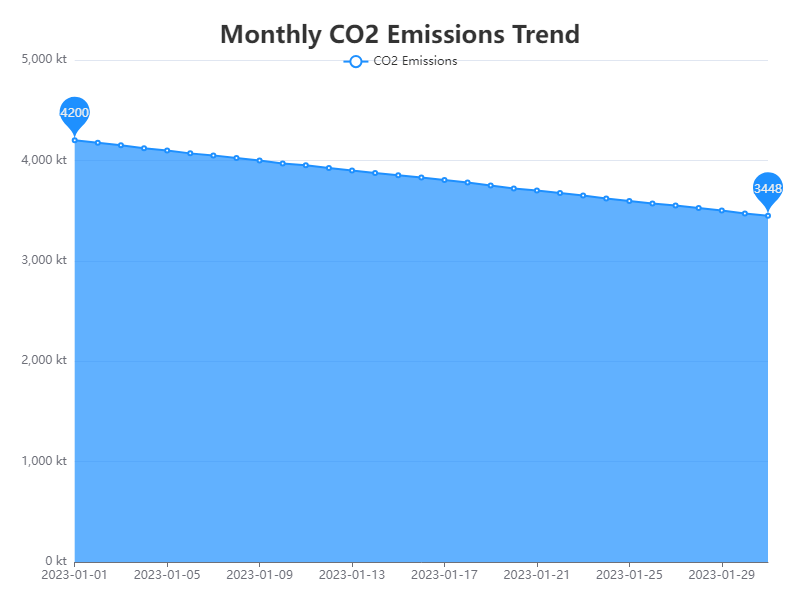 Monthly CO2 Emissions Trend
CO2 Emissions
5,000 kt
4200
4,000 kt
3448
3,000 kt
2,000 kt
1,000 kt
0 kt
2023-01-01 2023-01-05 2023-01-09 2023-01-13 2023-01-17 2023-01-21 2023-01-25 2023-01-29